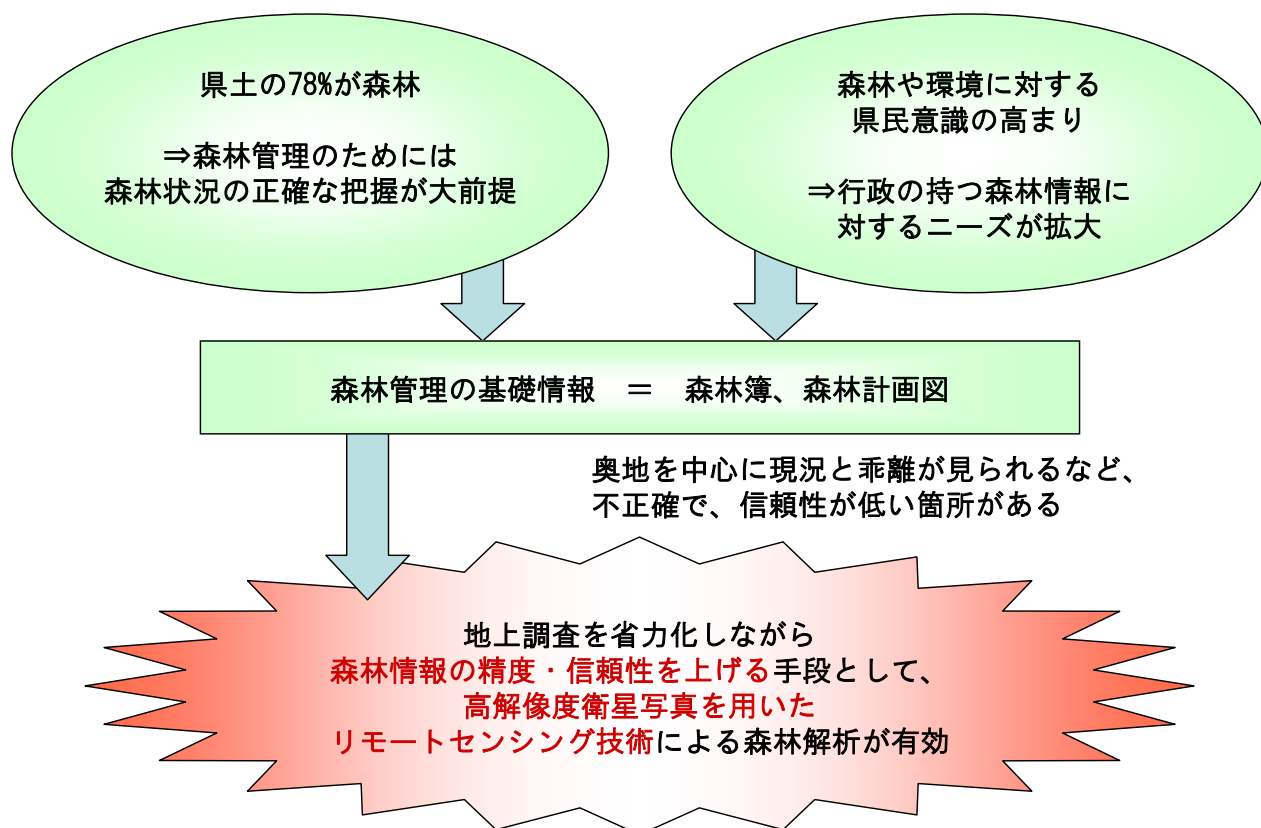 県土の78%が森林
⇒森林管理のためには
森林状況の正確な把握が大前提
森林や環境に対する
県民意識の高まり
⇒行政の持つ森林情報に
対するニーズが拡大
森林管理の基礎情報　＝　森林簿、森林計画図
奥地を中心に現況と乖離が見られるなど、
不正確で、信頼性が低い箇所がある
地上調査を省力化しながら
森林情報の精度・信頼性を上げる手段として、
高解像度衛星写真を用いた
リモートセンシング技術による森林解析が有効